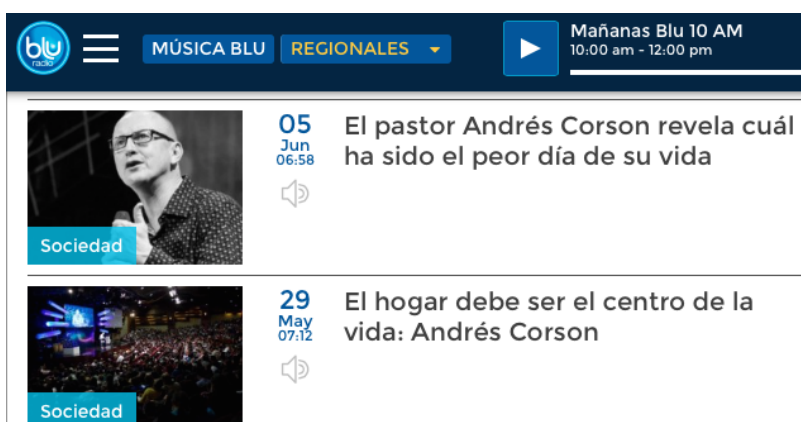 blu
radio
MÚSICA BLU
REGIONALES
Mañanas Blu 10 AM
10:00 am - 12:00 pm
05
Jun
06:58
El pastor Andrés Corson revela cuál
ha sido el peor día de su vida
Sociedad
29
May
07:12
El hogar debe ser el centro de la
vida: Andrés Corson
Sociedad